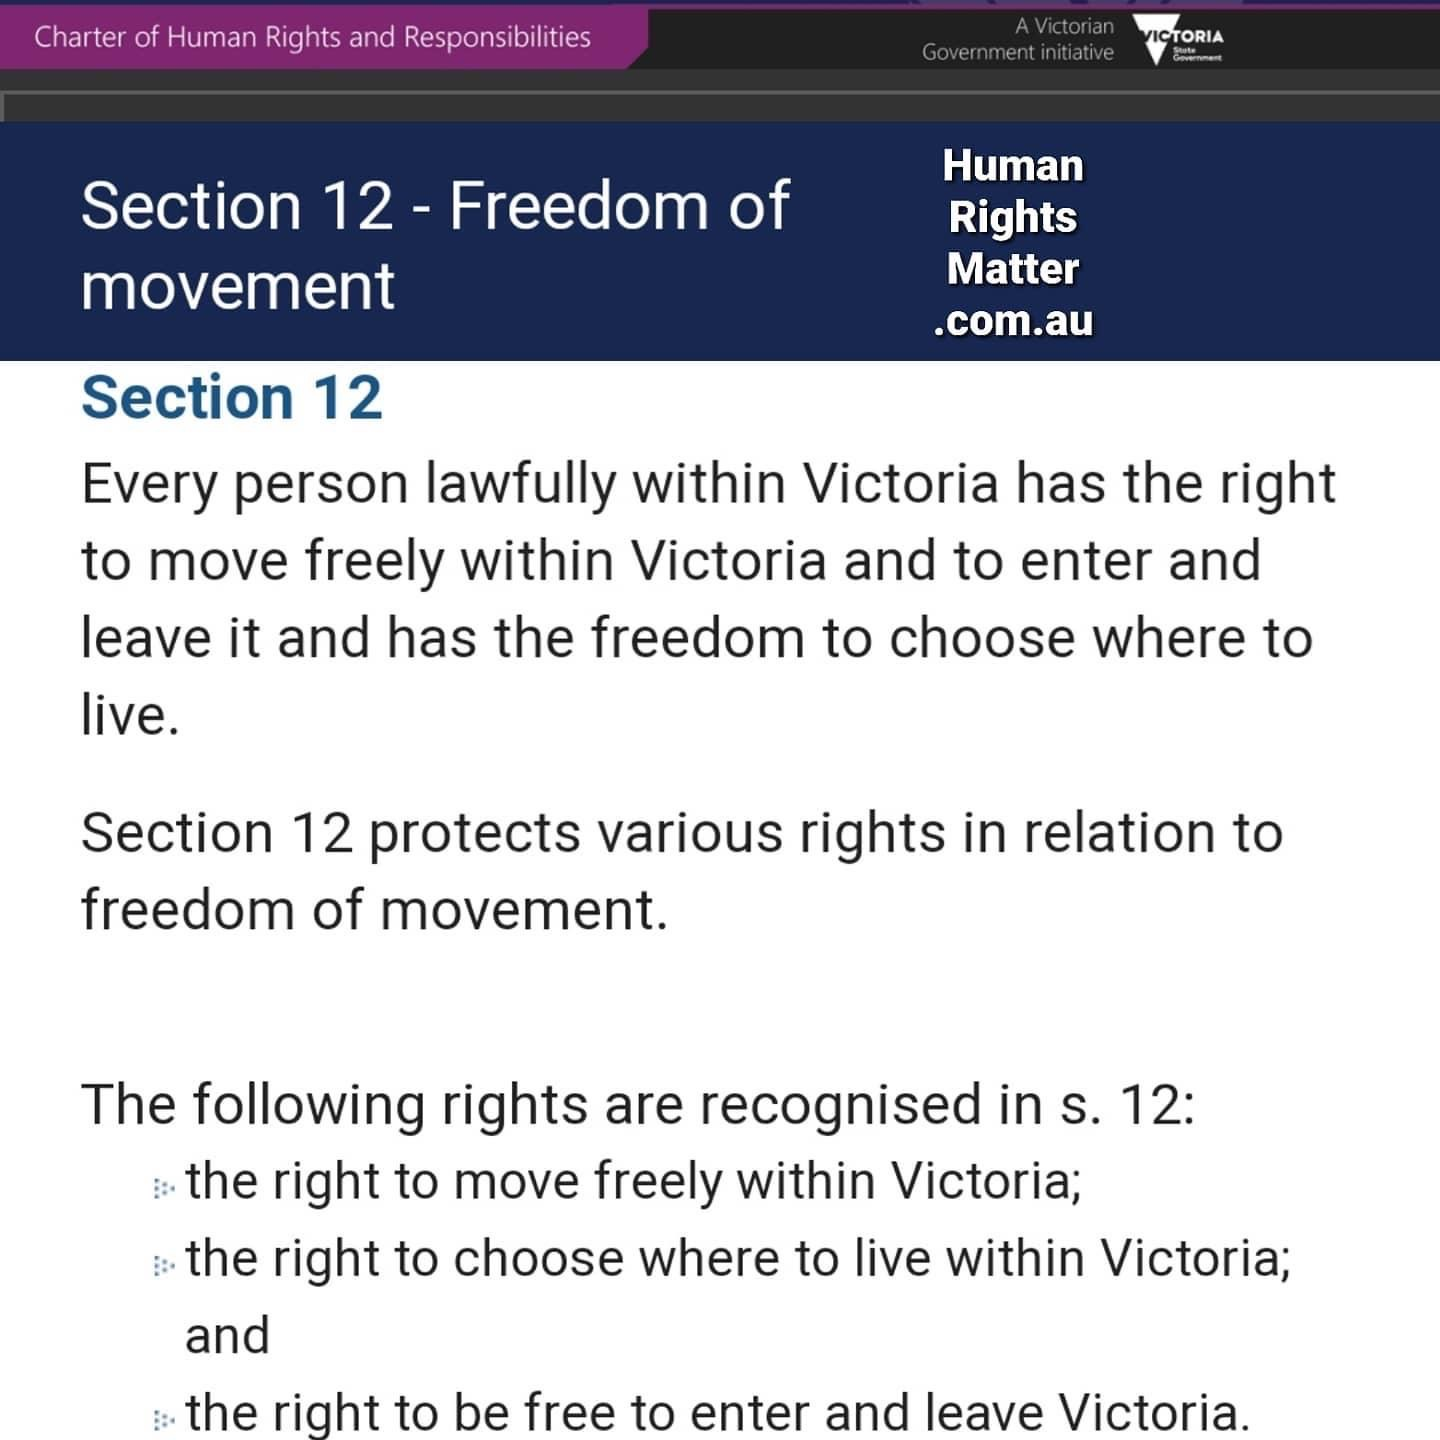 Charter of Human Rights and Responsibilities
A Victorian
Government initiative
VICTORIA
State
Government
Section 12 - Freedom of
movement
Human
Rights
Matter
.com.au
Section 12
Every person lawfully within Victoria has the right
to move freely within Victoria and to enter and
leave it and has the freedom to choose where to
live.
Section 12 protects various rights in relation to
freedom of movement.
The following rights are recognised in s. 12:
the right to move freely within Victoria;
the right to choose where to live within Victoria;
and
the right to be free to enter and leave Victoria.